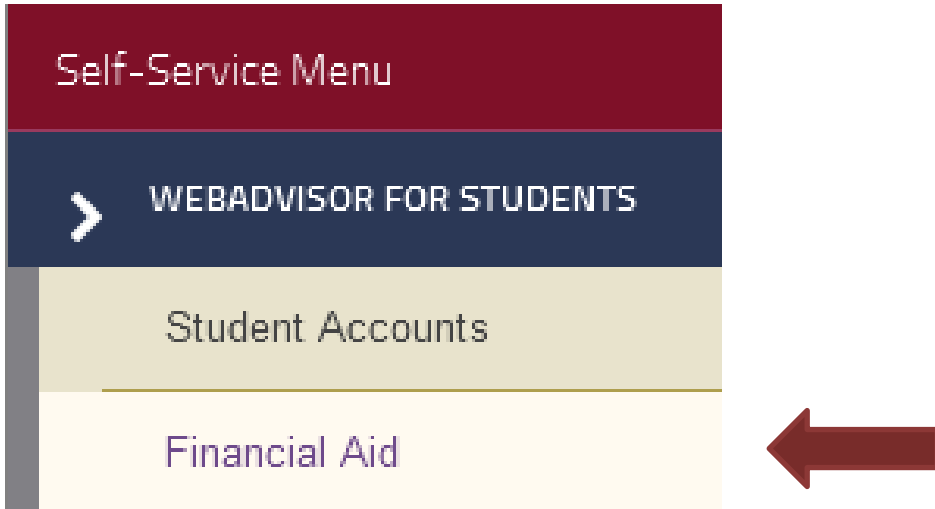 Self-Service Menu
WEBADVISOR FOR STUDENTS
Student Accounts
Financial Aid